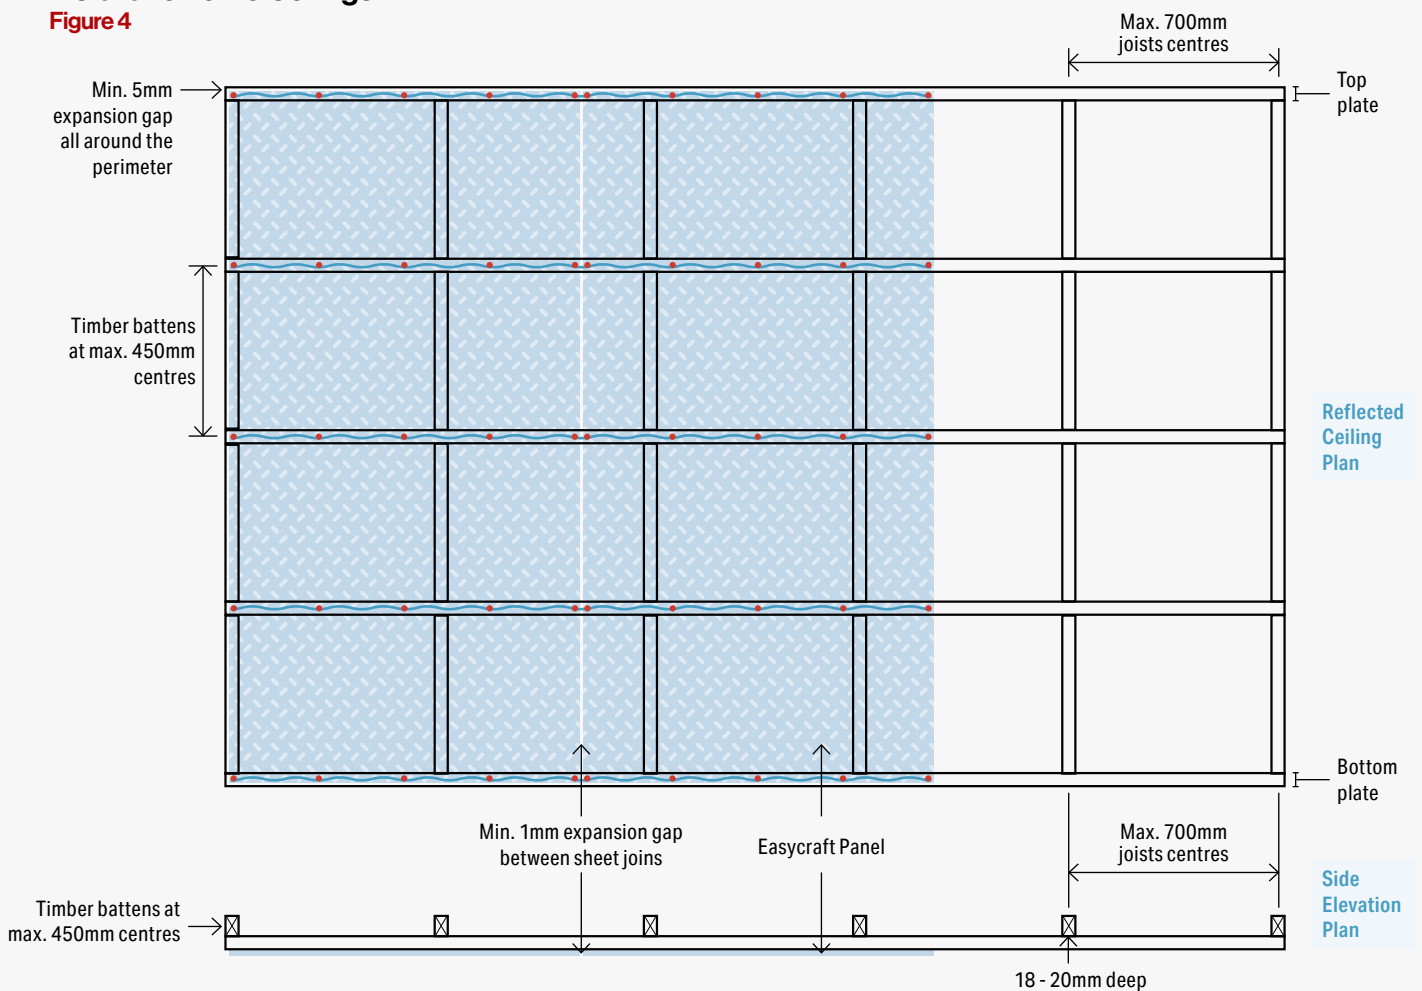 Figure 4
Max. 700mm
joists centres
Min. 5mm
expansion gap
all around the
perimeter
Top
plate
Timber battens
at max. 450mm
centres
Reflected
Ceiling
Plan
Bottom
plate
Min. 1mm expansion gap
between sheet joins
Easycraft Panel
Max. 700mm
joists centres
Side
Elevation
Plan
Timber battens at
max. 450mm centres
18 - 20mm deep